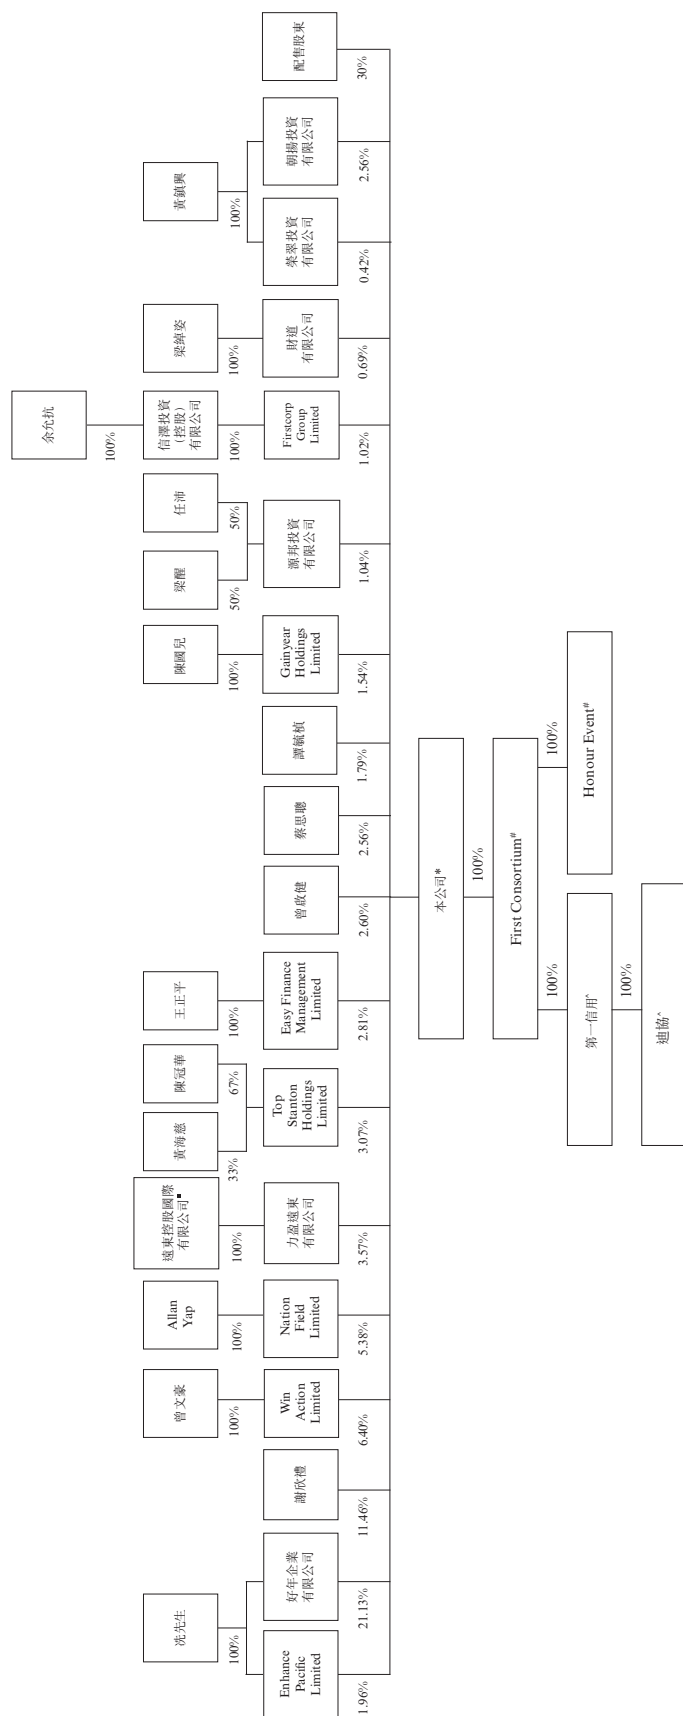 余允抗
100%
冼先生
曾文豪
Allan
Yap
遠東控股國際
有限公司■
黃海慈
陳冠華
王正平
陳國兒
梁醒
任沛
信澤投資
（控股）
有限公司
梁綽姿
黃鎮興
100%
100%
100%
100%
33%
67%
100%
100%
50%
50%
100%
100%
100%
Enhance
Pacific
Limited
好年企業
有限公司
謝欣禮
Win
Action
Limited
Nation
Field
Limited
力盈遠東
有限公司
Top
Stanton
Holdings
Limited
Easy Finance
Management
Limited
曾啟健
蔡思聰
譚毓楨
Gainyear
Holdings
Limited
源邦投資
有限公司
Firstcorp
Group
Limited
財道
有限公司
榮翠投資
有限公司
朝揚投資
有限公司
配售股東
1.96%
21.13%
11.46%
6.40%
5.38%
3.57%
3.07%
2.81%
2.60%
2.56%
1.79%
1.54%
1.04%
1.02%
0.69%
0.42%
2.56%
30%
本公司*
100%
First Consortium#
100%
100%
第一信用^
Honour Event#
100%
迪協^